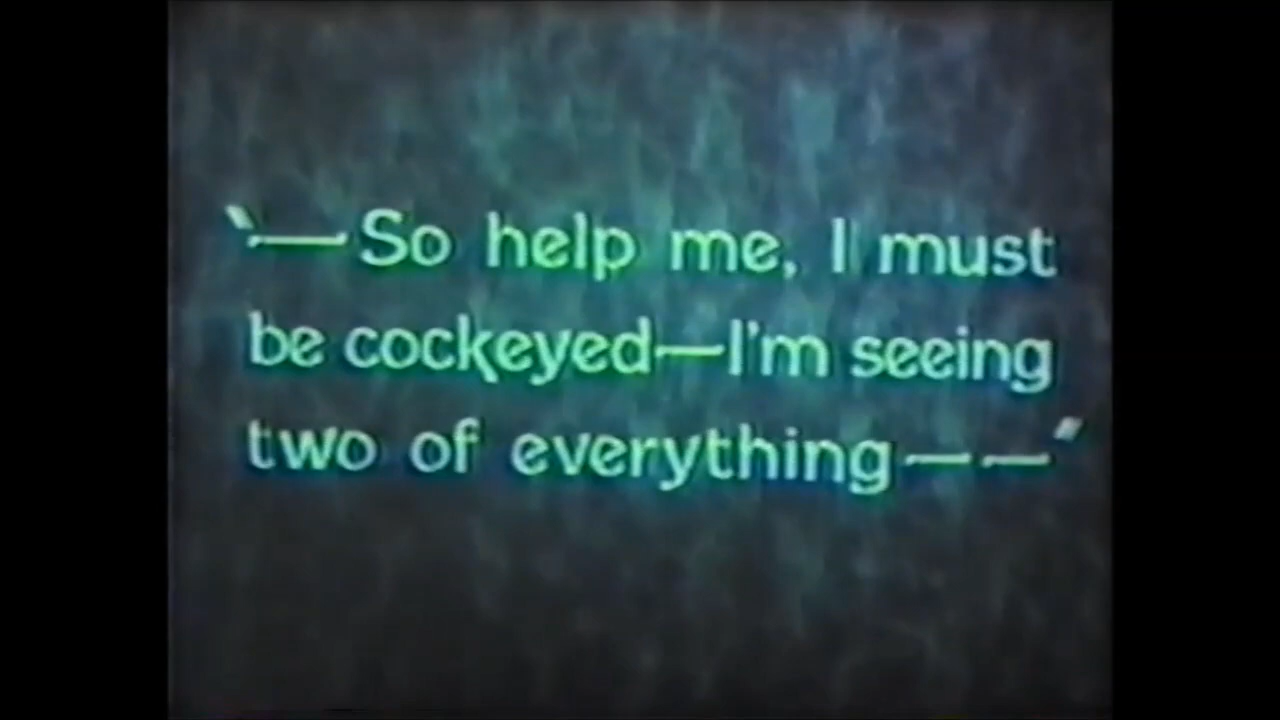 ‘—So help me, I must
be cockeyed—I'm seeing
two of everything——’